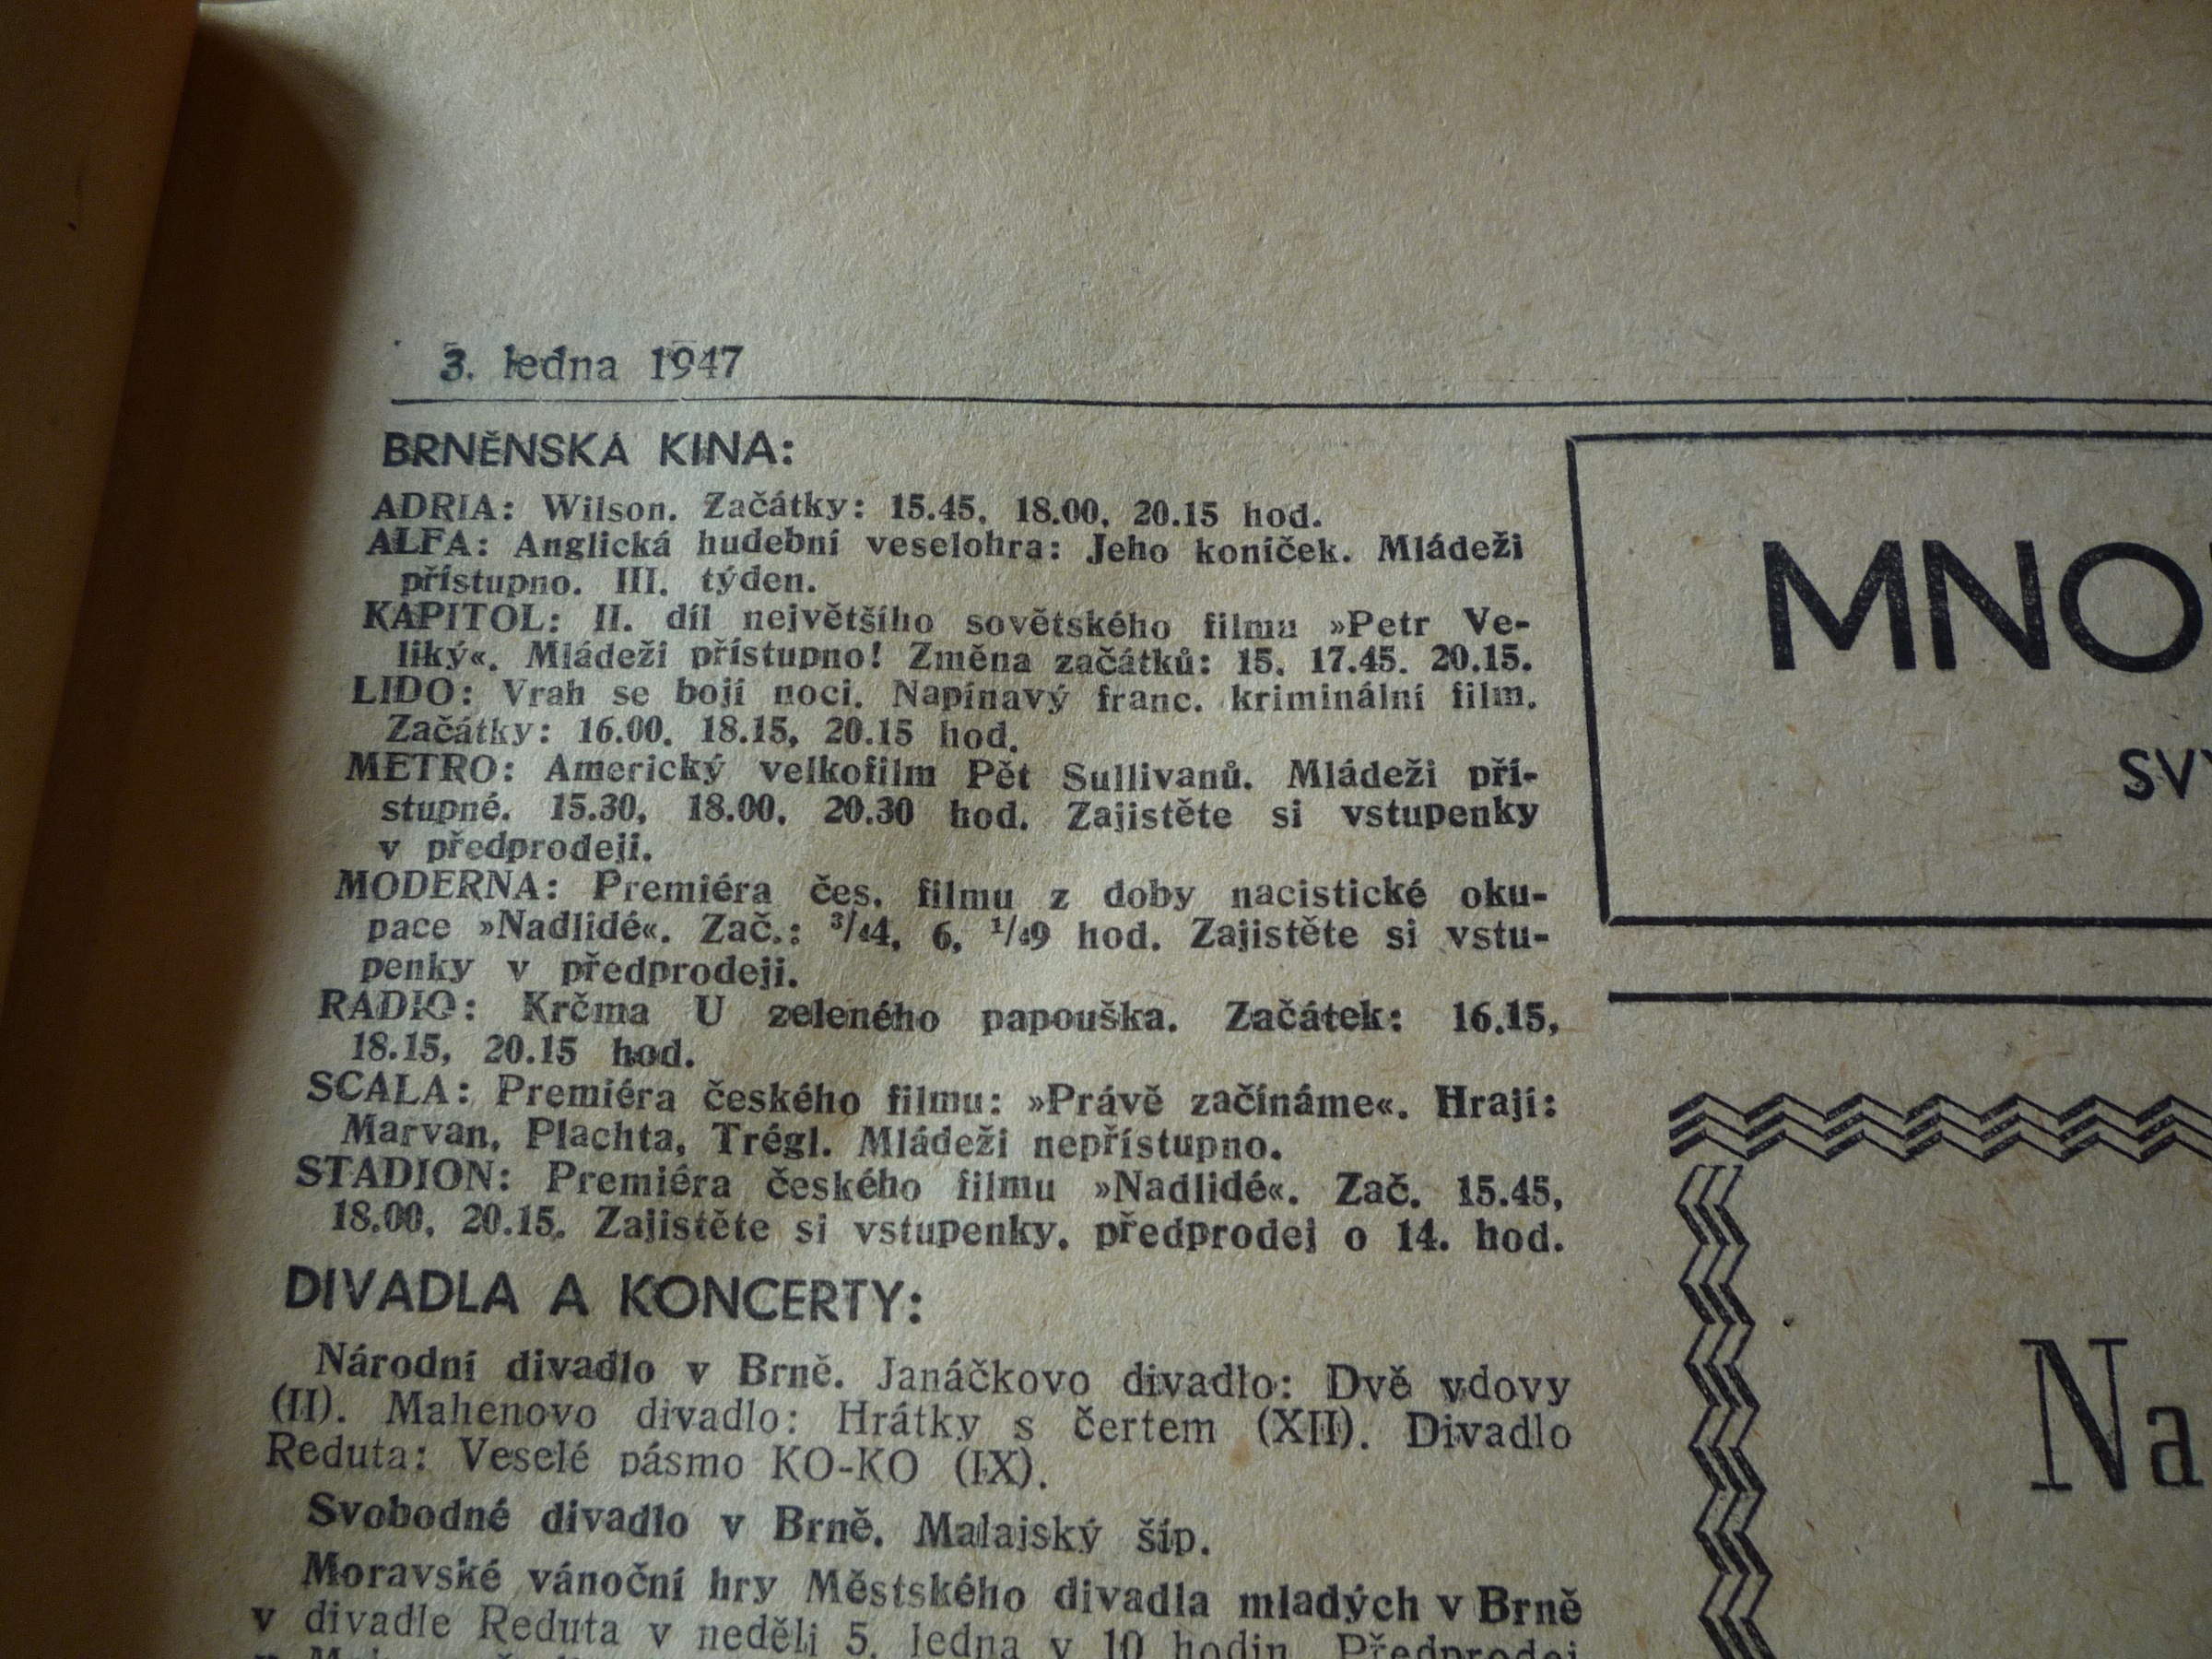 3. ledna 1947
BRNĚNSKÁ KINA:
ADRIA: Wilson. Začátky: 15.45, 18.00, 20.15 hod.
ALFA: Anglická hudební veselohra: Jeho koníček. Mládeži
přístupno. III. týden.
KAPITOL: II. díl největšího sovětského filmu »Petr Ve-
liký«. Mládeži přístupno! Změna začátků: 15. 17.45. 20.15.
LIDO: Vrah se bojí noci. Napínavý franc. kriminální film.
Začátky: 16.00, 18.15, 20.15 hod.
METRO: Americký velkofilm Pět Sullivanů. Mládeži pří-
stupné. 15.30, 18.00, 20.30 hod. Zajistěte si vstupenky
v předprodeji.
MODERNA: Premiéra čes. filmu z doby nacistické oku-
pace »Nadlidé«. Zač.: ³/₄4, 6, ¹/₄9 hod. Zajistěte si vstu-
penky v předprodeji.
RADIO: Krčma U zeleného papouška. Začátek: 16.15,
18.15, 20.15 hod.
SCALA: Premiéra českého filmu: »Právě začínáme«. Hrají:
Marvan, Plachta, Trégl. Mládeži nepřístupno.
STADION: Premiéra českého filmu »Nadlidé«. Zač. 15.45,
18.00, 20.15. Zajistěte si vstupenky, předprodej o 14. hod.
DIVADLA A KONCERTY:
Národní divadlo v Brně. Janáčkovo divadlo: Dvě vdovy
(II). Mahenovo divadlo: Hrátky s čertem (XII). Divadlo
Reduta: Veselé pásmo KO-KO (IX).
Svobodné divadlo v Brně. Malajský šíp.
Moravské vánoční hry Městského divadla mladých v Brně
v divadle Reduta v neděli 5. ledna v 10 hodin. Předprodej
MNO
SV
Na